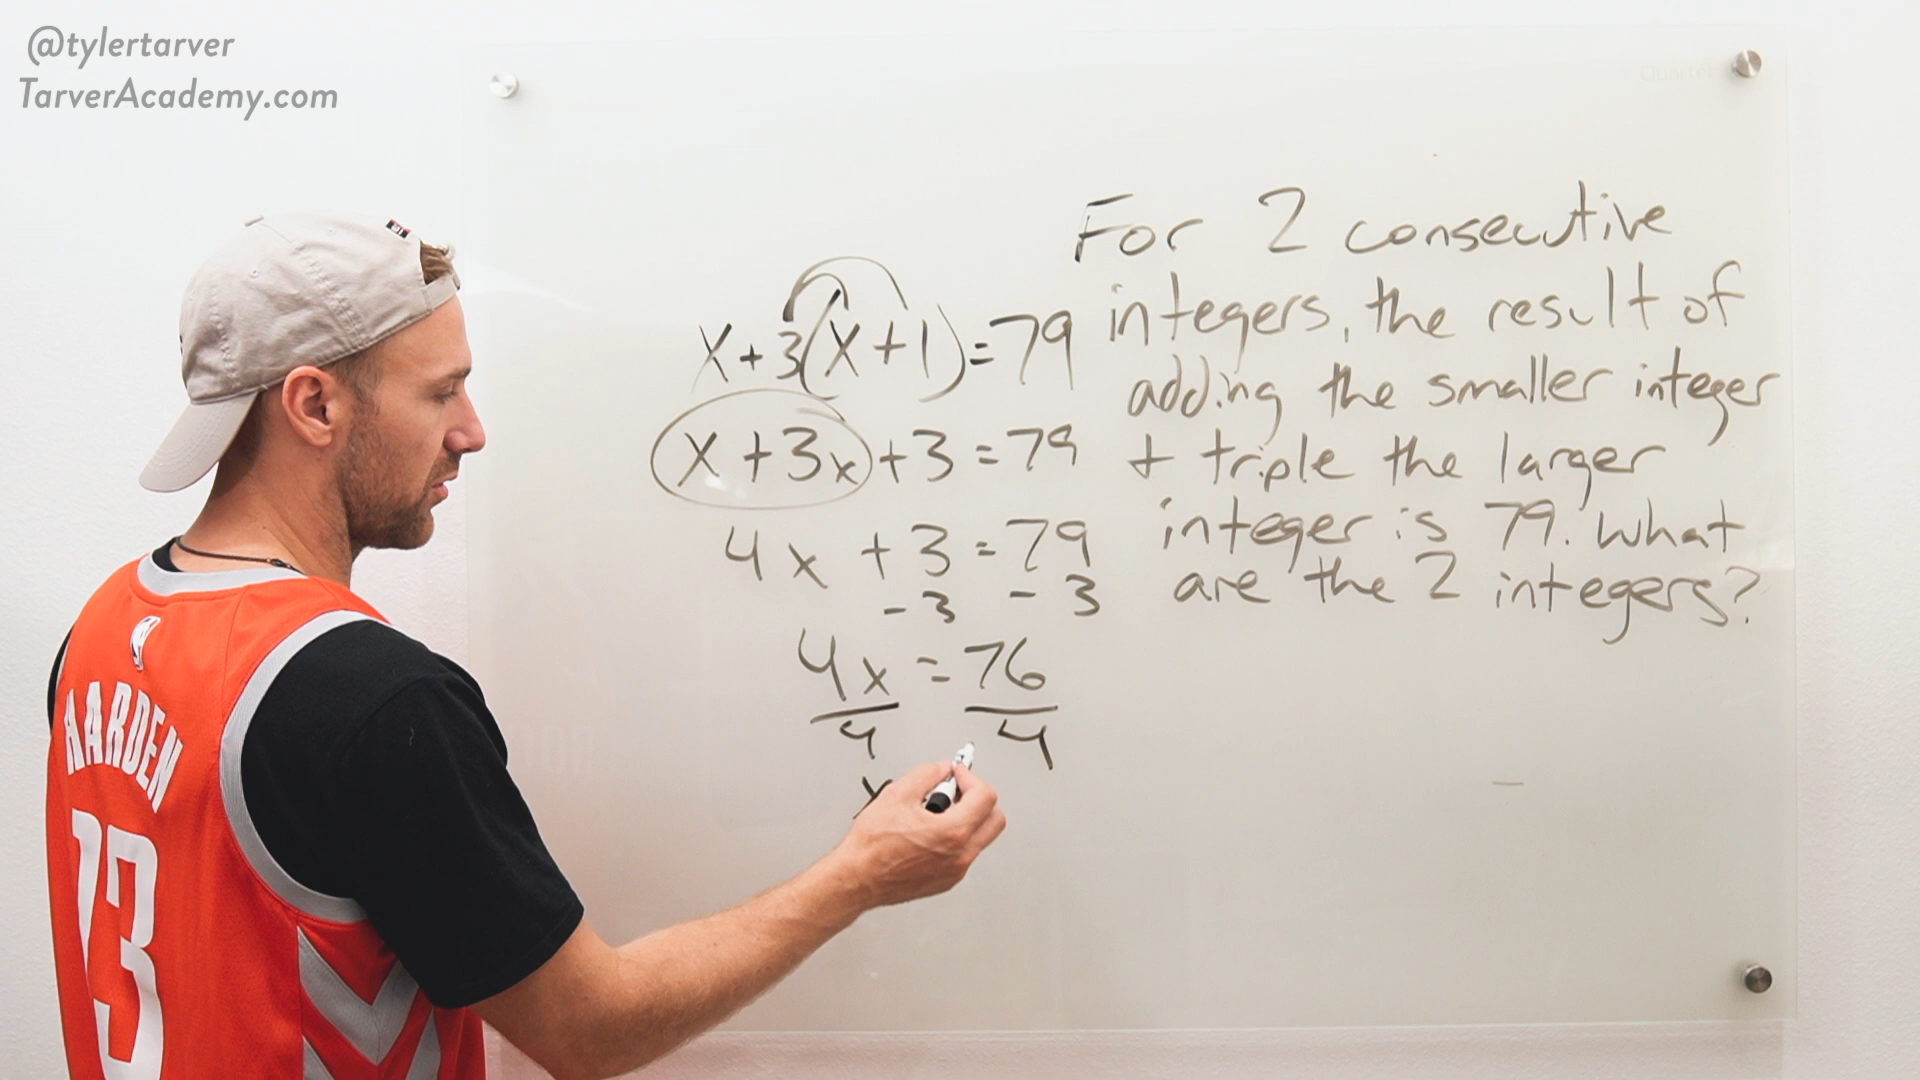 @tylertarver
TarverAcademy.com
For 2 consecutive
integers, the result of
adding the smaller integer
+ triple the larger
integer is 79. What
are the 2 integers?
x+3(x+1)=79
x+3x+3=79
4x+3=79
-3 -3
4x=76
4 4
x
HARDEN
13